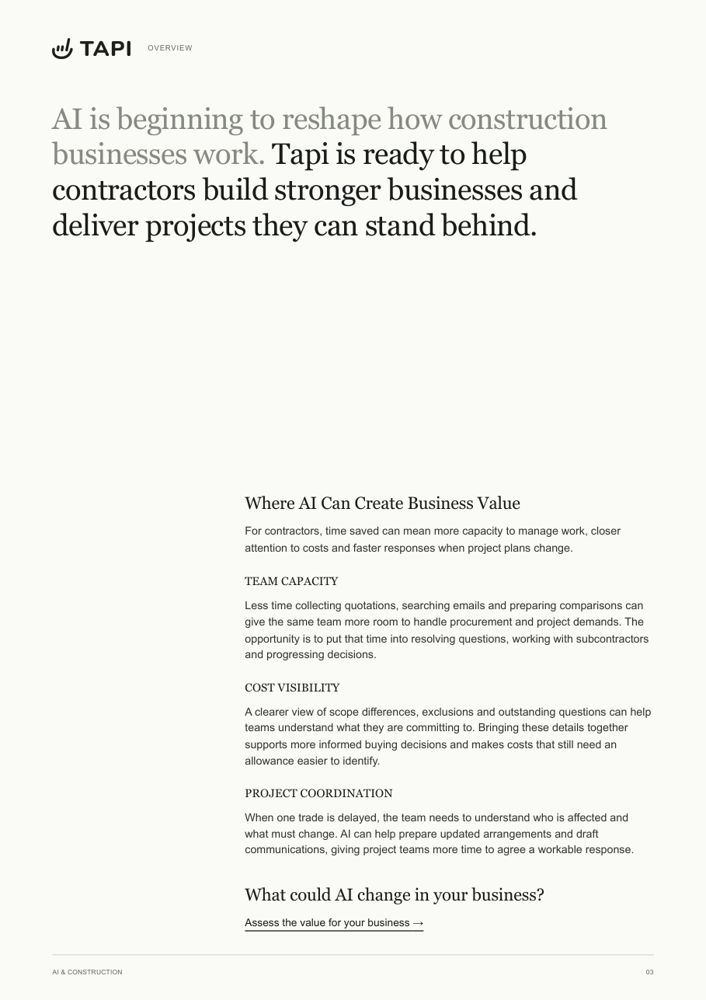 TAPI OVERVIEW
AI is beginning to reshape how construction
businesses work. Tapi is ready to help
contractors build stronger businesses and
deliver projects they can stand behind.
Where AI Can Create Business Value
For contractors, time saved can mean more capacity to manage work, closer
attention to costs and faster responses when project plans change.
TEAM CAPACITY
Less time collecting quotations, searching emails and preparing comparisons can
give the same team more room to handle procurement and project demands. The
opportunity is to put that time into resolving questions, working with subcontractors
and progressing decisions.
COST VISIBILITY
A clearer view of scope differences, exclusions and outstanding questions can help
teams understand what they are committing to. Bringing these details together
supports more informed buying decisions and makes costs that still need an
allowance easier to identify.
PROJECT COORDINATION
When one trade is delayed, the team needs to understand who is affected and
what must change. AI can help prepare updated arrangements and draft
communications, giving project teams more time to agree a workable response.
What could AI change in your business?
Assess the value for your business →
AI & CONSTRUCTION 03